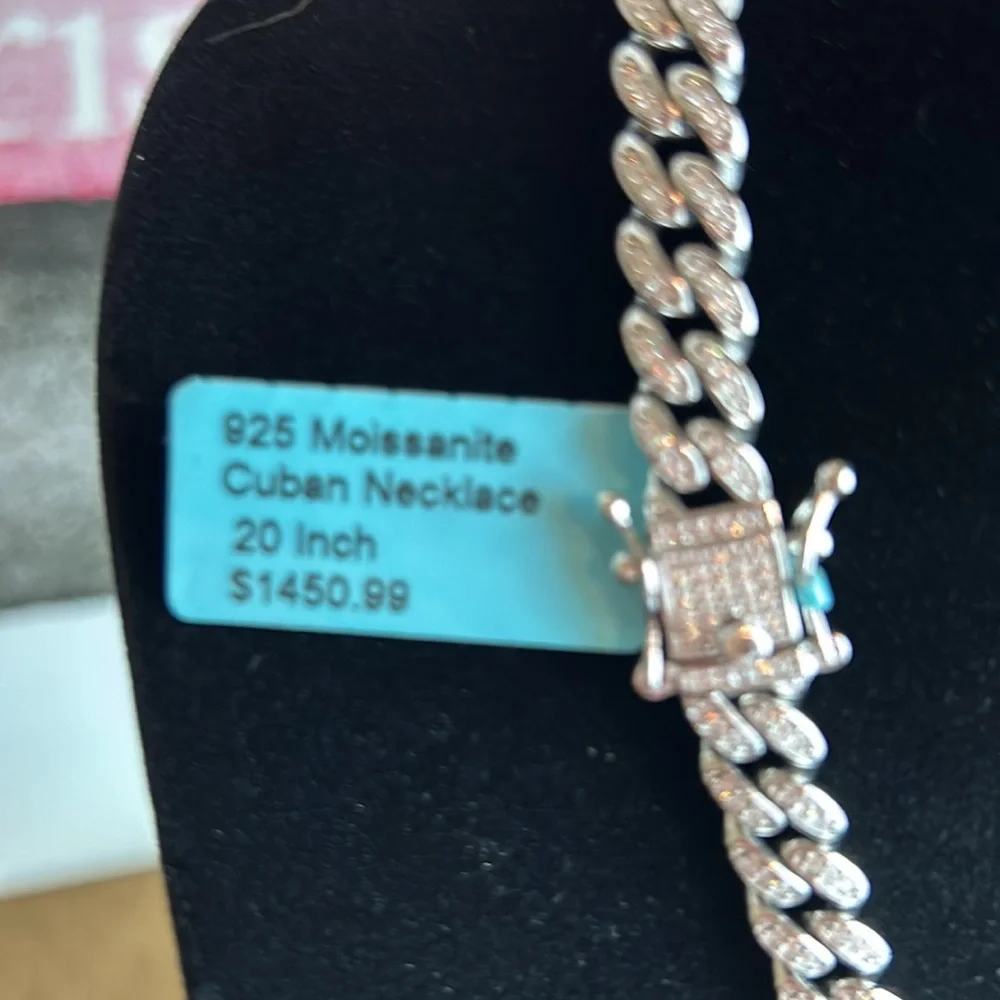 925 Moissanite
Cuban Necklace
20 Inch
$1450.99